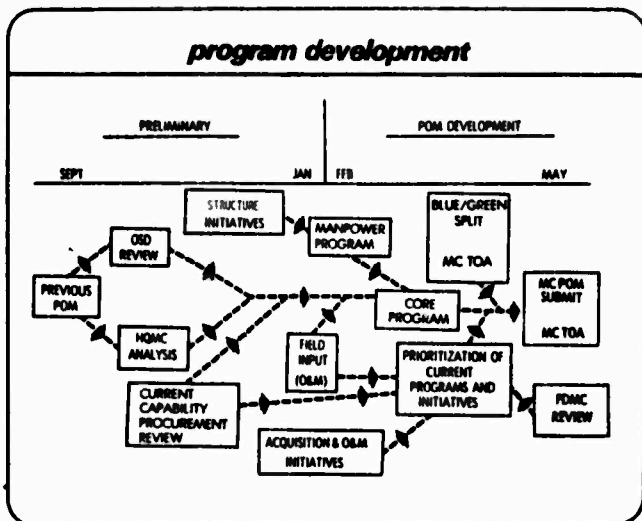 program development
PRELIMINARY
POM DEVELOPMENT
SEPT
JAN
FFB
MAY
STRUCTURE
INITIATIVES
BLUE/GREEN
SPLIT
MC TOA
OSD
REVIEW
MANPOWER
PROGRAM
PREVIOUS
POM
CORE
PROGRAM
MC POM
SUBMIT
MC TOA
HQMC
ANALYSIS
FIELD
INPUT
(O&M)
PRIORITIZATION OF
CURRENT
PROGRAMS AND
INITIATIVES
CURRENT
CAPABILITY
PROCUREMENT
REVIEW
PDMC
REVIEW
ACQUISITION & O&M
INITIATIVES